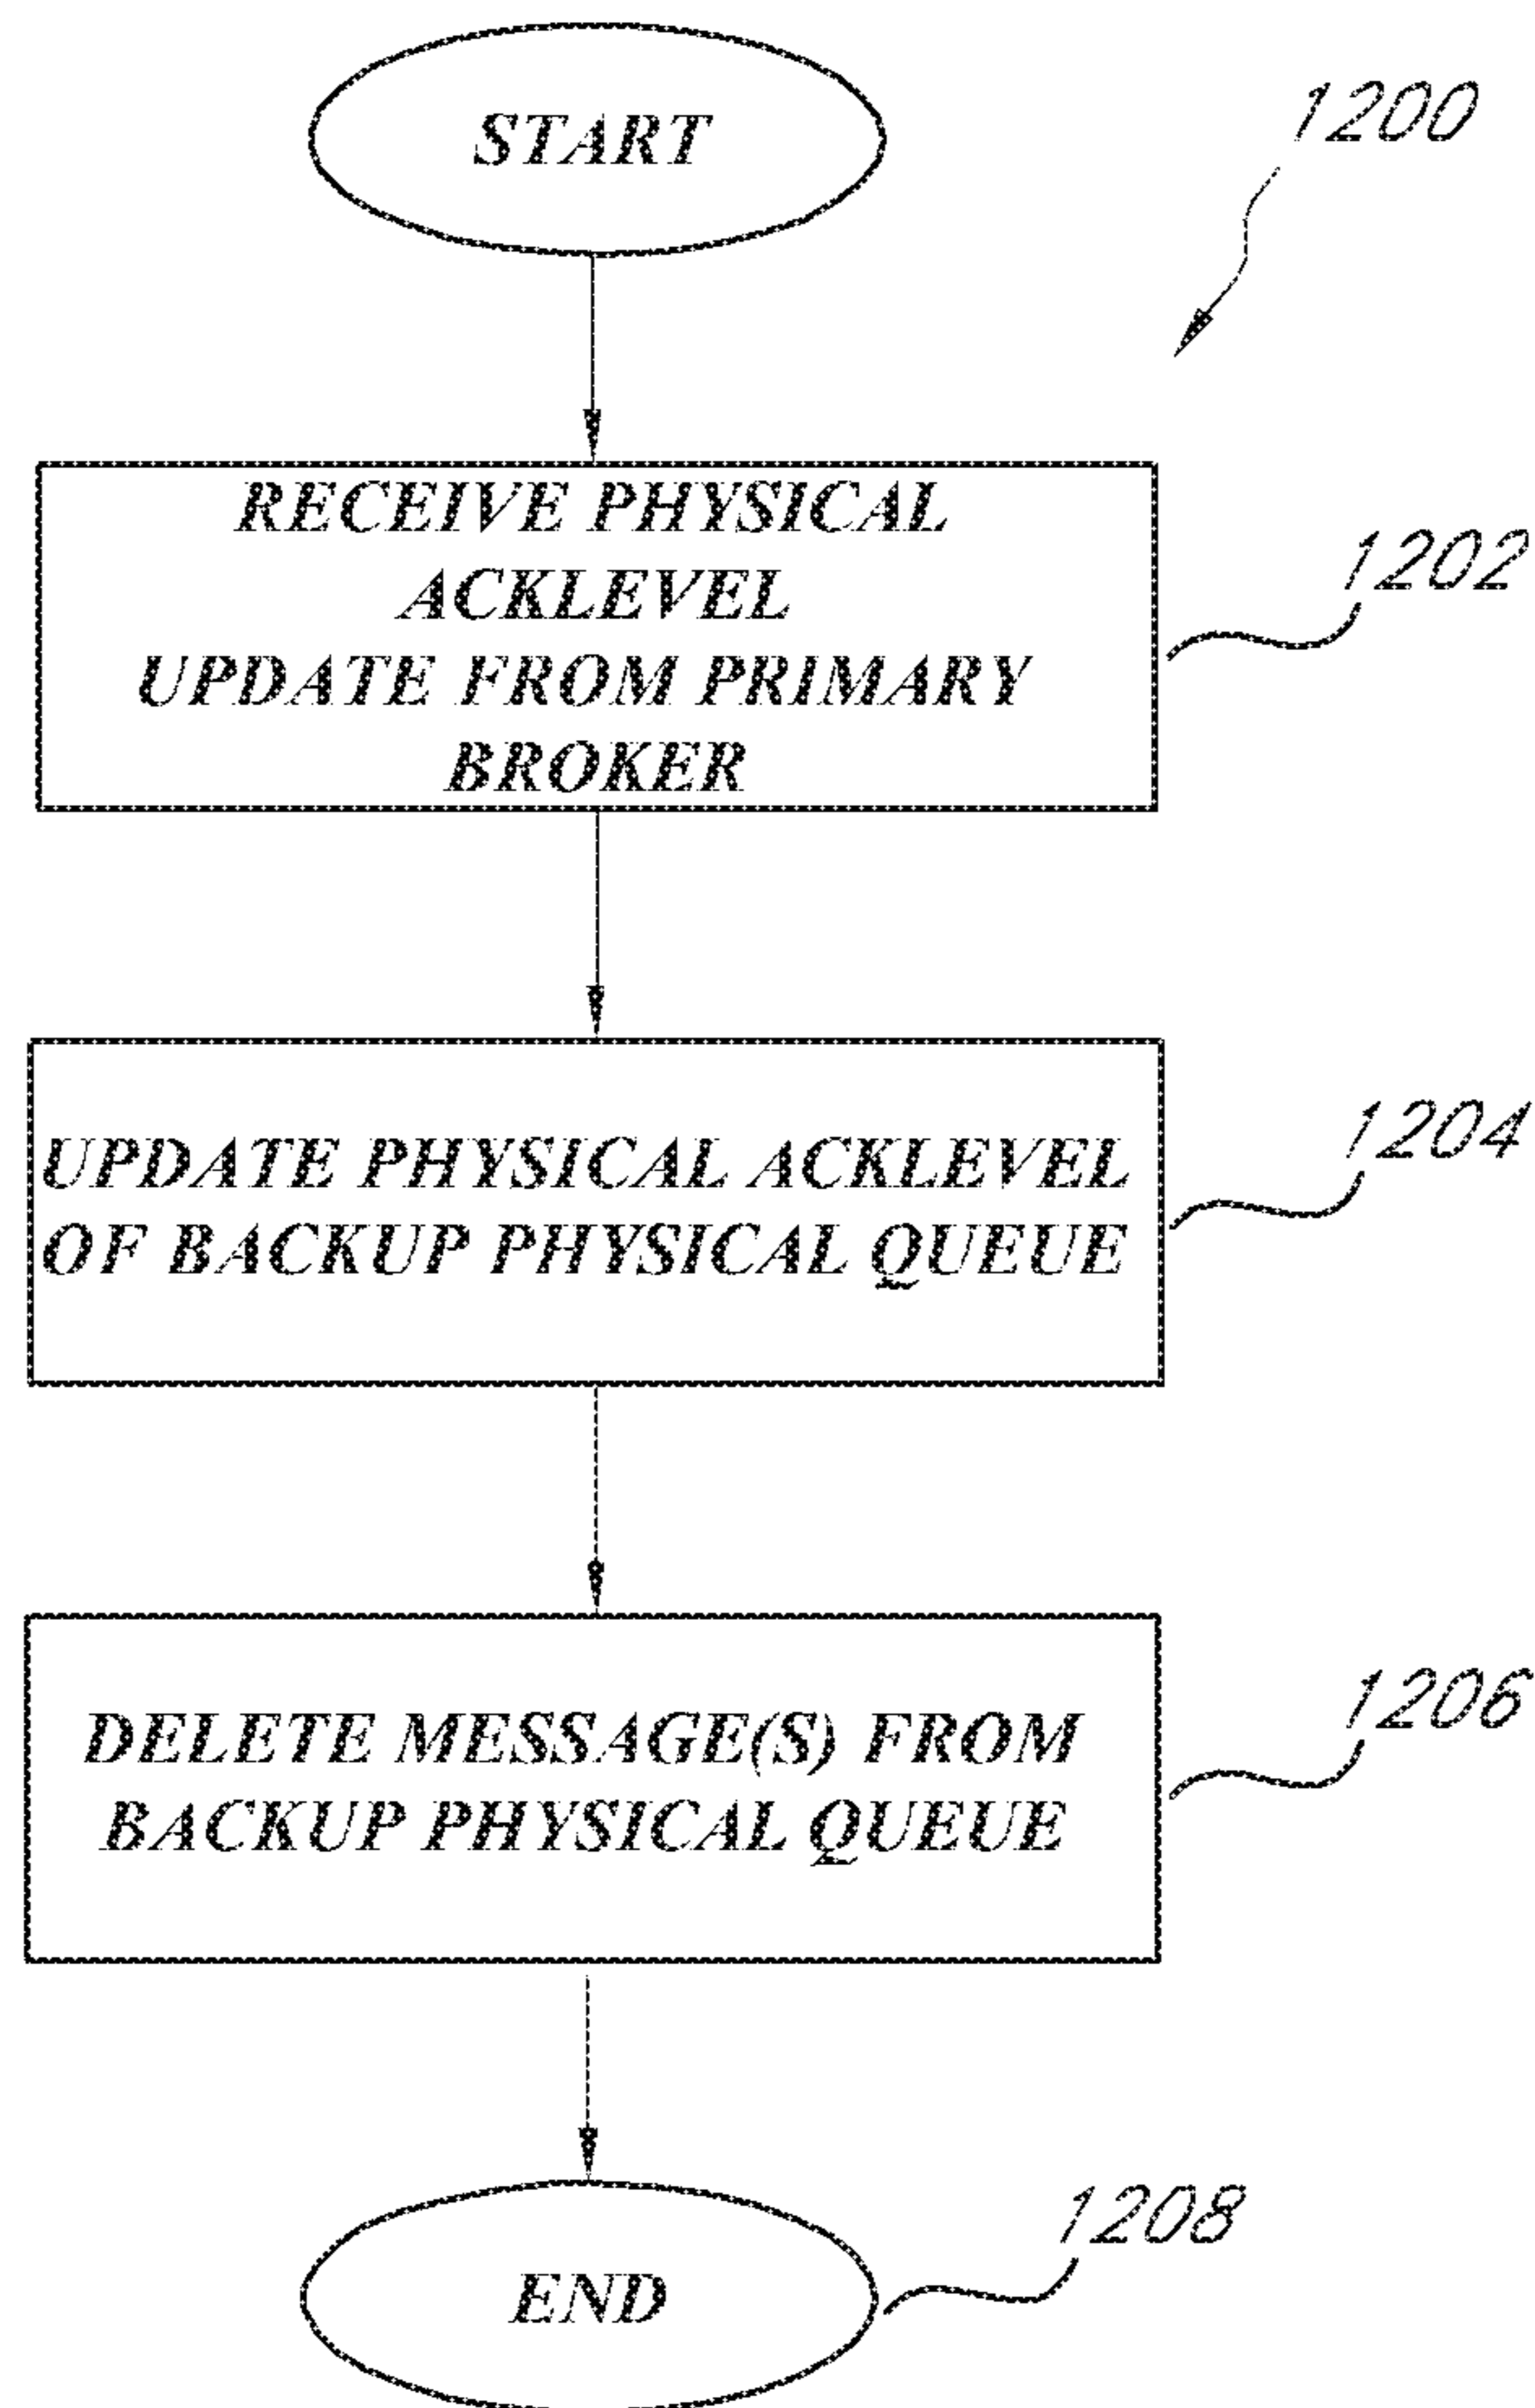 START
1200
RECEIVE PHYSICAL
ACKLEVEL
UPDATE FROM PRIMARY
BROKER
1202
UPDATE PHYSICAL ACKLEVEL
OF BACKUP PHYSICAL QUEUE
1204
DELETE MESSAGE(S) FROM
BACKUP PHYSICAL QUEUE
1206
END
1208